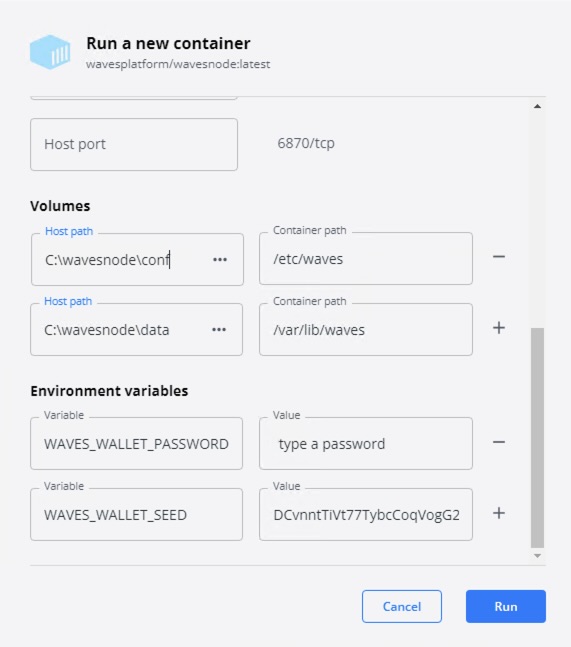 Run a new container
wavesplatform/wavesnode:latest
Host port 6870/tcp
Volumes
Host path Container path
C:\wavesnode\conf ••• /etc/waves −
Host path Container path
C:\wavesnode\data ••• /var/lib/waves +
Environment variables
Variable Value
WAVES_WALLET_PASSWORD type a password −
Variable Value
WAVES_WALLET_SEED DCvnntTiVt77TybcCoqVogG2 +
Cancel Run